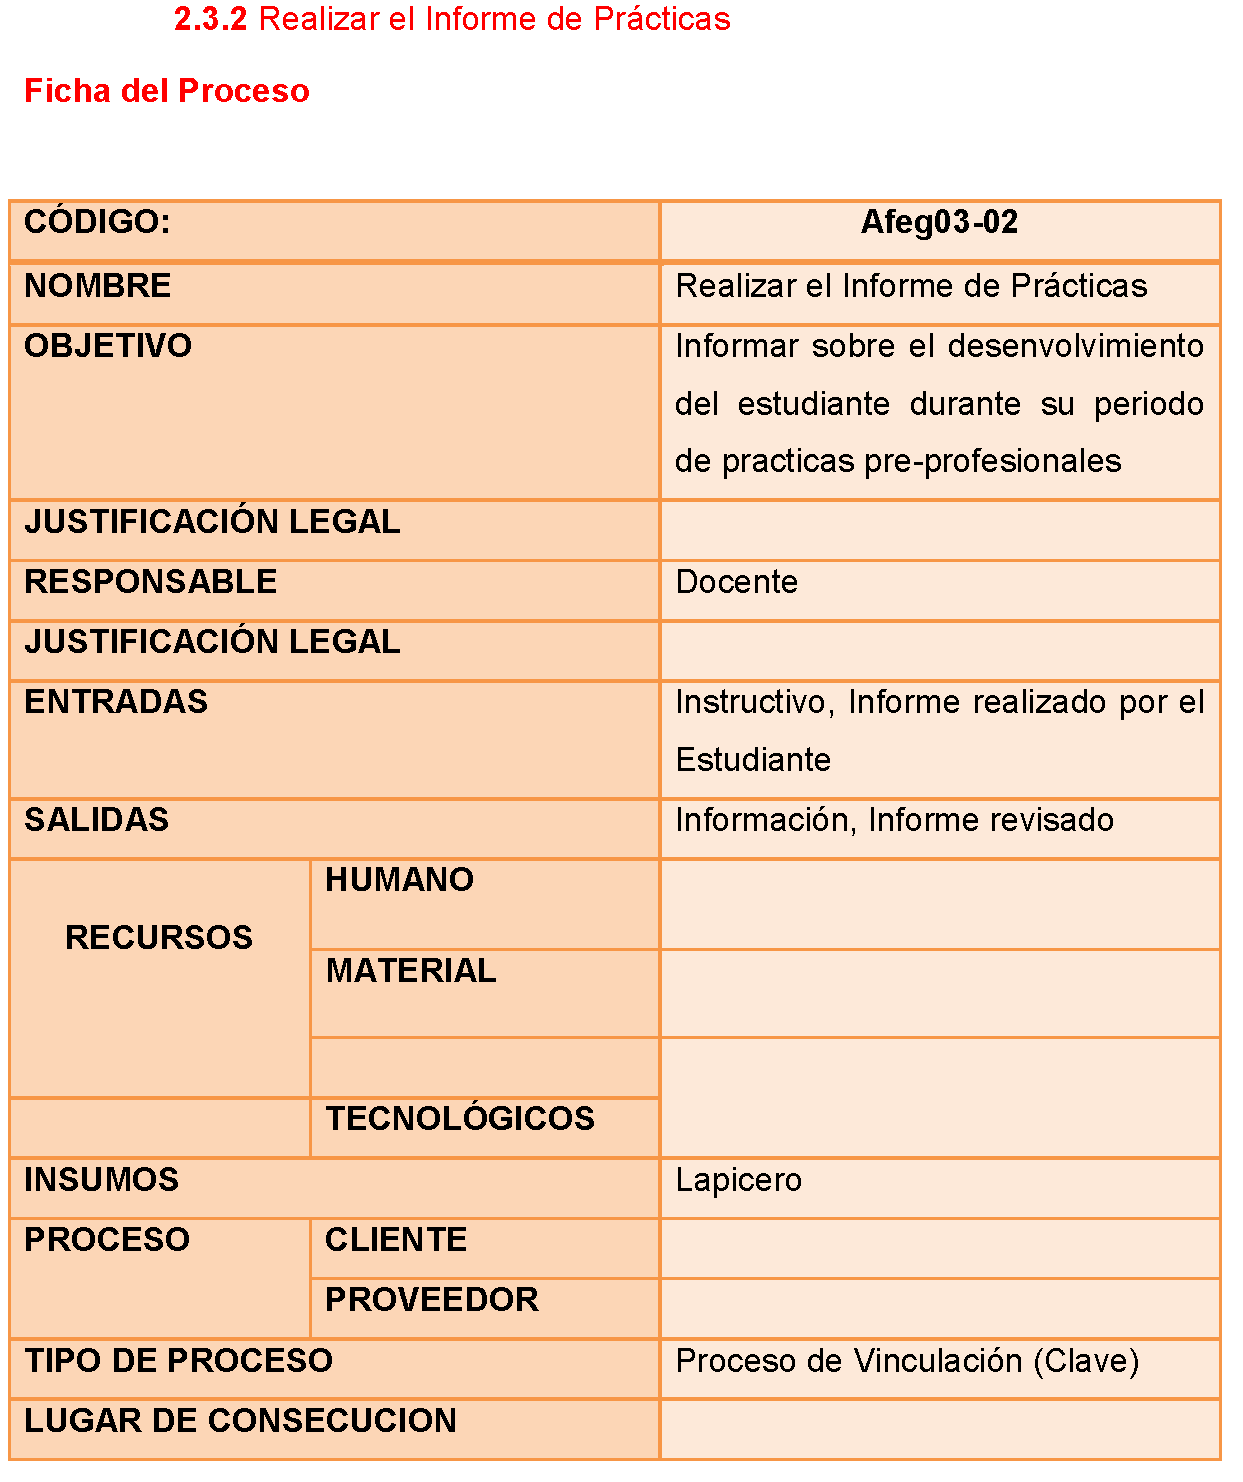 2.3.2 Realizar el Informe de Prácticas
Ficha del Proceso
CÓDIGO: Afeg03-02
NOMBRE Realizar el Informe de Prácticas
OBJETIVO Informar sobre el desenvolvimiento
del estudiante durante su periodo
de practicas pre-profesionales
JUSTIFICACIÓN LEGAL
RESPONSABLE Docente
JUSTIFICACIÓN LEGAL
ENTRADAS Instructivo, Informe realizado por el
Estudiante
SALIDAS Información, Informe revisado
HUMANO
RECURSOS
MATERIAL
TECNOLÓGICOS
INSUMOS Lapicero
PROCESO CLIENTE
PROVEEDOR
TIPO DE PROCESO Proceso de Vinculación (Clave)
LUGAR DE CONSECUCION